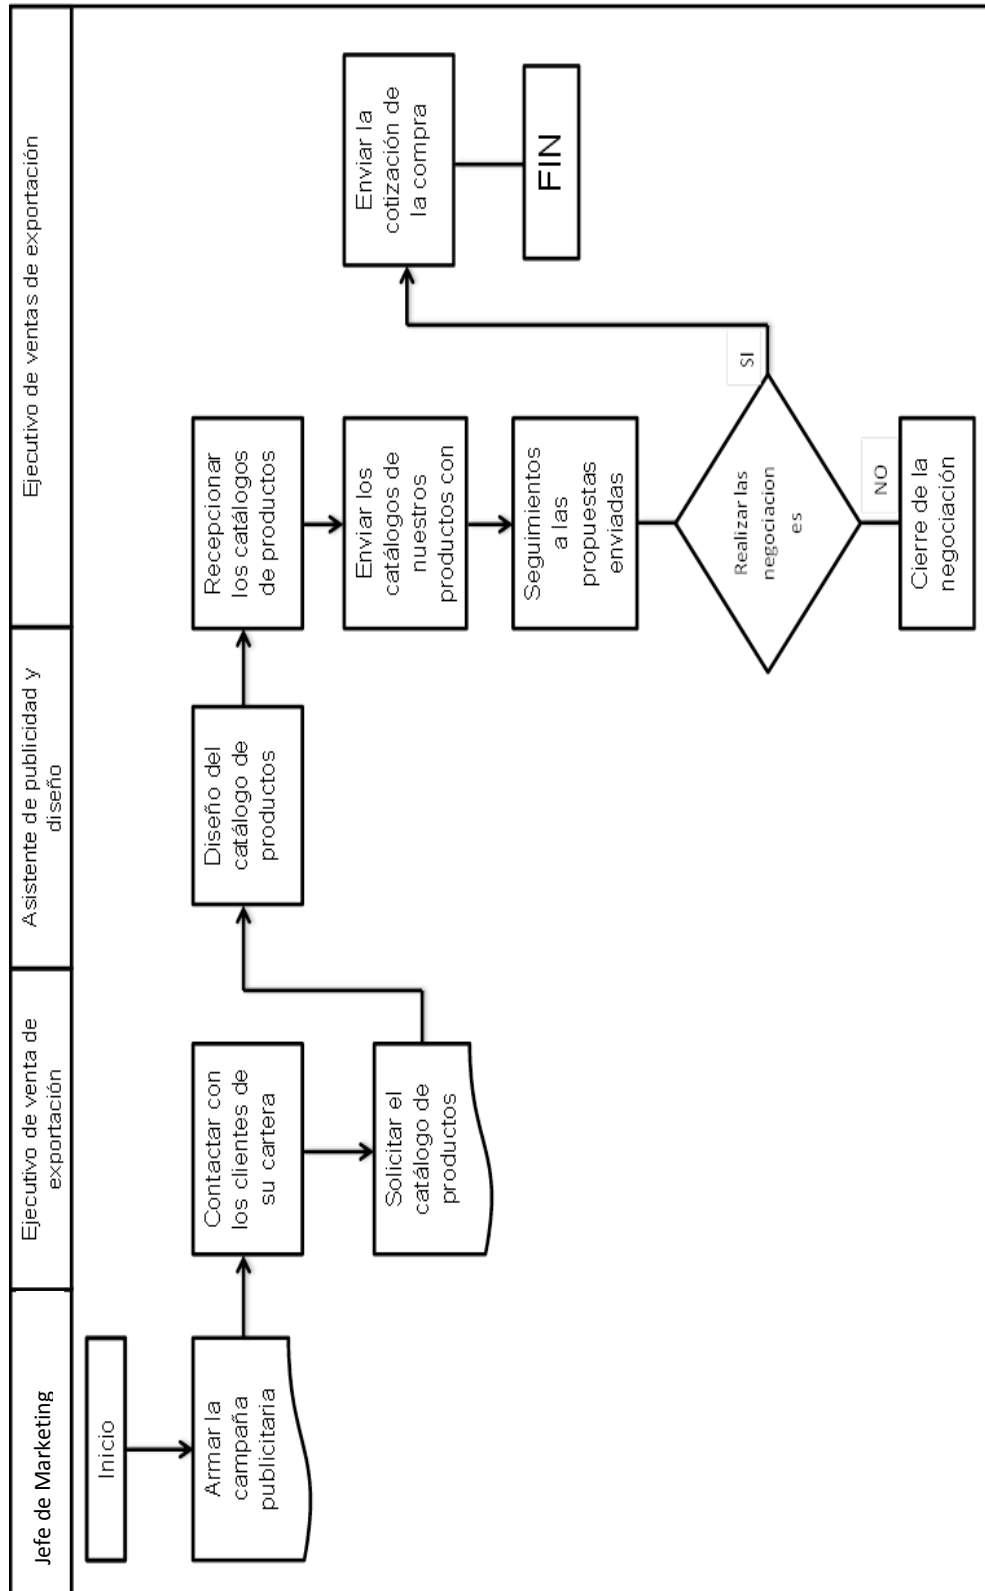 Jefe de Marketing
Ejecutivo de venta de
exportación
Asistente de publicidad y
diseño
Ejecutivo de ventas de exportación
Inicio
Armar la
campaña
publicitaria
Contactar con
los clientes de
su cartera
Solicitar el
catálogo de
productos
Diseño del
catálogo de
productos
Recepcionar
los catálogos
de productos
Enviar los
catálogos de
nuestros
productos con
Seguimientos
a las
propuestas
enviadas
Realizar las
negociacion
es
SI
NO
Cierre de la
negociación
Enviar la
cotización de
la compra
FIN